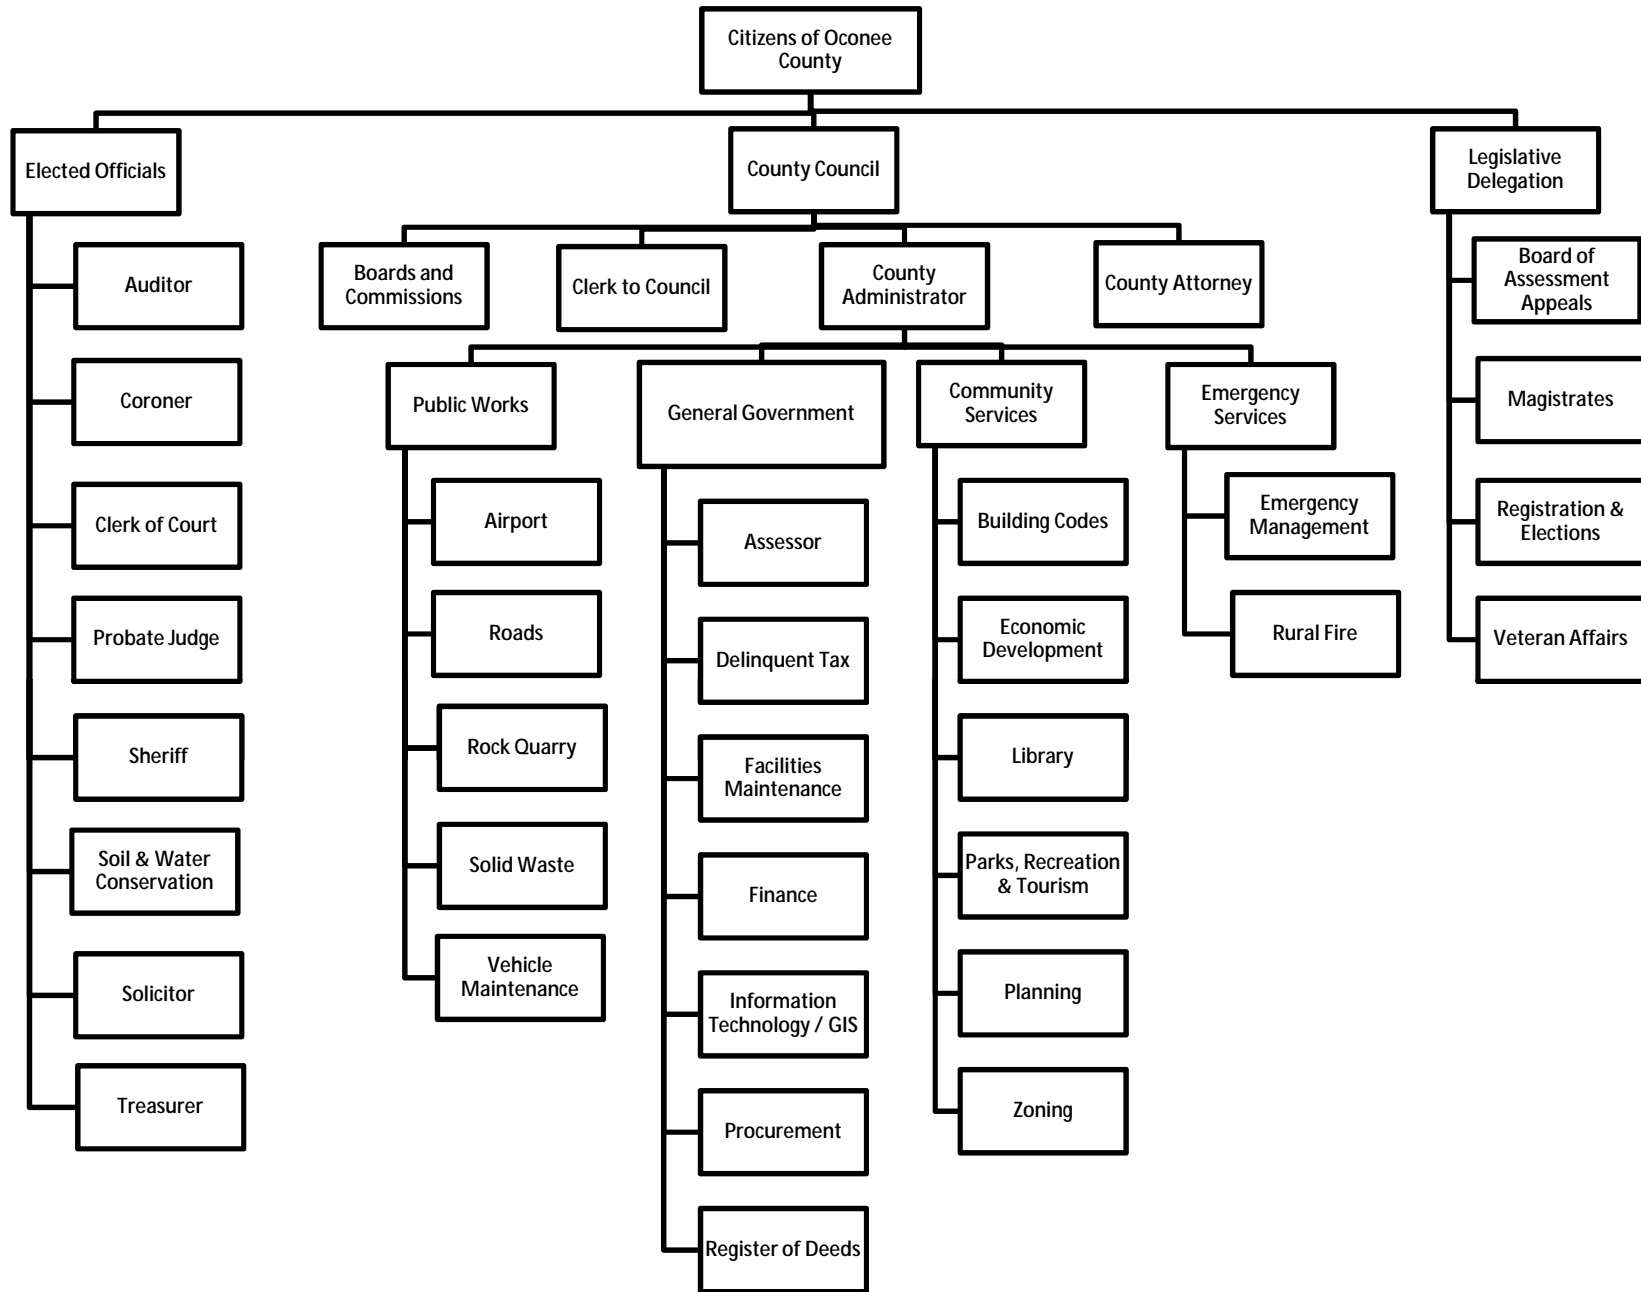 Citizens of Oconee
County
Elected Officials
County Council
Legislative
Delegation
Auditor
Coroner
Clerk of Court
Probate Judge
Sheriff
Soil & Water
Conservation
Solicitor
Treasurer
Boards and
Commissions
Clerk to Council
County
Administrator
County Attorney
Public Works
Airport
Roads
Rock Quarry
Solid Waste
Vehicle
Maintenance
General Government
Assessor
Delinquent Tax
Facilities
Maintenance
Finance
Information
Technology / GIS
Procurement
Register of Deeds
Community
Services
Building Codes
Economic
Development
Library
Parks, Recreation
& Tourism
Planning
Zoning
Emergency
Services
Emergency
Management
Rural Fire
Board of
Assessment
Appeals
Magistrates
Registration &
Elections
Veteran Affairs